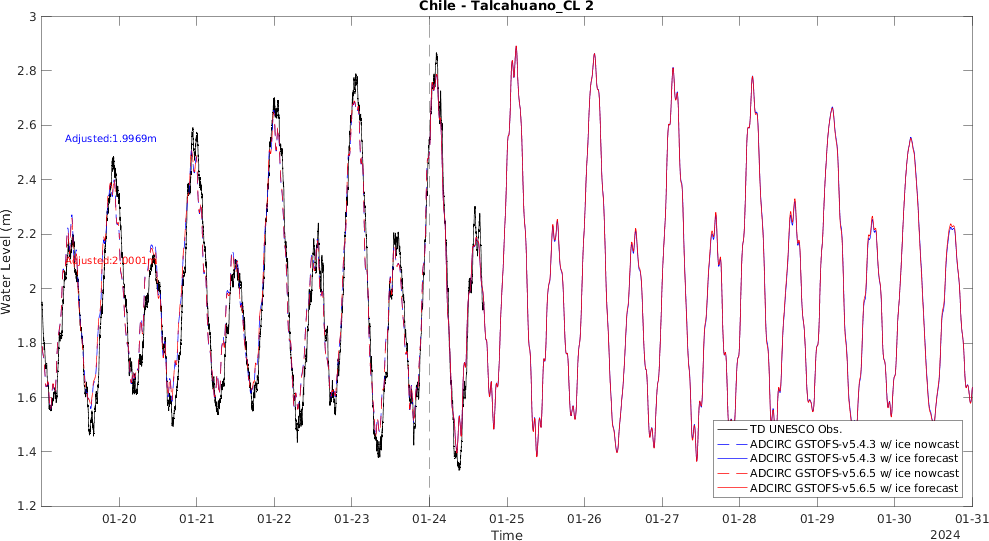 Chile - Talcahuano_CL 2
Water Level (m)
3
2.8
2.6
2.4
2.2
2
1.8
1.6
1.4
1.2
Adjusted:1.9969m
Adjusted:2.0001m
TD UNESCO Obs.
ADCIRC GSTOFS-v5.4.3 w/ ice nowcast
ADCIRC GSTOFS-v5.4.3 w/ ice forecast
ADCIRC GSTOFS-v5.6.5 w/ ice nowcast
ADCIRC GSTOFS-v5.6.5 w/ ice forecast
01-20 01-21 01-22 01-23 01-24 01-25 01-26 01-27 01-28 01-29 01-30 01-31
Time
2024